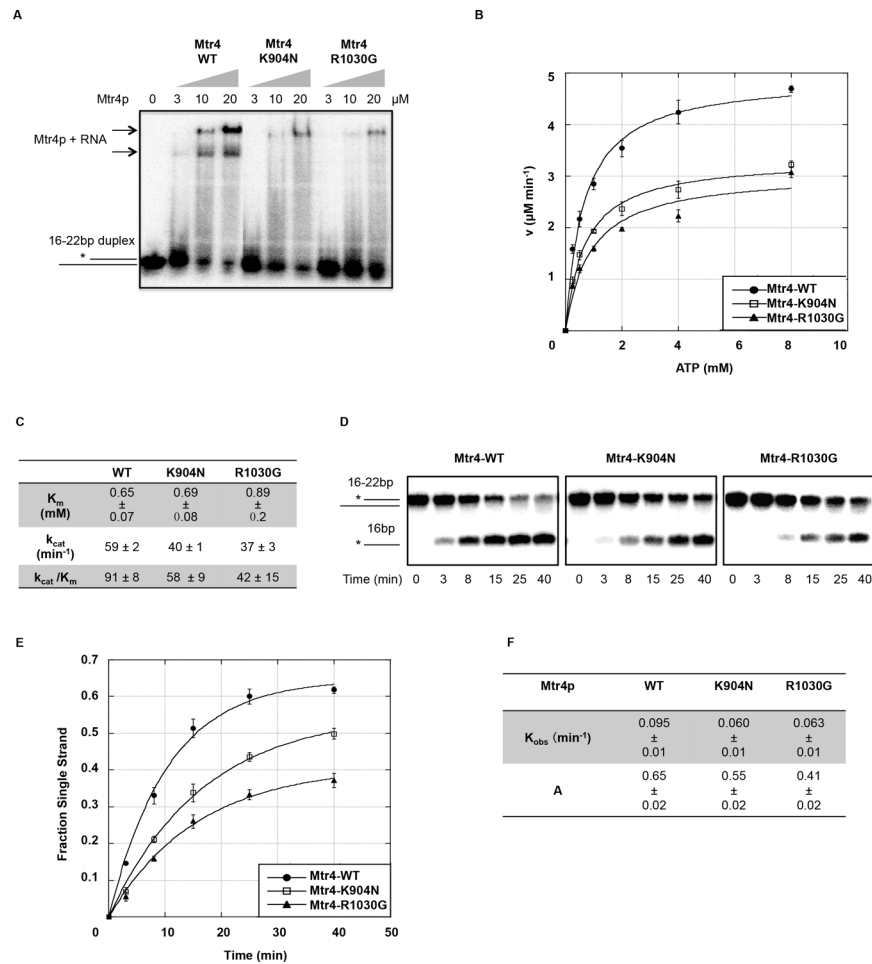 A
Mtr4 Mtr4 Mtr4
WT K904N R1030G
Mtr4p 0 3 10 20 3 10 20 3 10 20 μM
Mtr4p + RNA
16-22bp duplex
*
B
v (μM min-1)
5
4
3
2
1
0 2 4 6 8 10
ATP (mM)
Mtr4-WT
Mtr4-K904N
Mtr4-R1030G
C
WT K904N R1030G
Km (mM) 0.65 ± 0.07 0.69 ± 0.08 0.89 ± 0.2
kcat (min-1) 59 ± 2 40 ± 1 37 ± 3
kcat /Km 91 ± 8 58 ± 9 42 ± 15
D
Mtr4-WT Mtr4-K904N Mtr4-R1030G
16-22bp
*
16bp
*
Time (min) 0 3 8 15 25 40 0 3 8 15 25 40 0 3 8 15 25 40
E
Fraction Single Strand
0.7
0.6
0.5
0.4
0.3
0.2
0.1
0 10 20 30 40 50
Time (min)
Mtr4-WT
Mtr4-K904N
Mtr4-R1030G
F
Mtr4p WT K904N R1030G
Kobs (min-1) 0.095 ± 0.01 0.060 ± 0.01 0.063 ± 0.01
A 0.65 ± 0.02 0.55 ± 0.02 0.41 ± 0.02